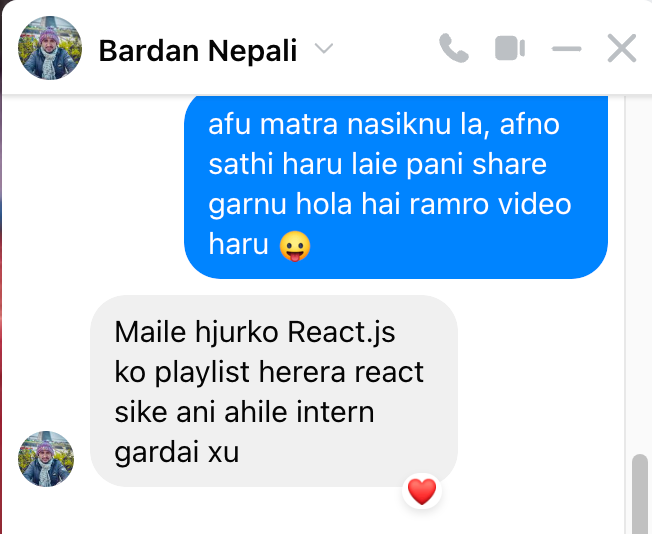 Bardan Nepali
afu matra nasiknu la, afno
sathi haru laie pani share
garnu hola hai ramro video
haru 😛
Maile hjurko React.js
ko playlist herera react
sike ani ahile intern
gardai xu